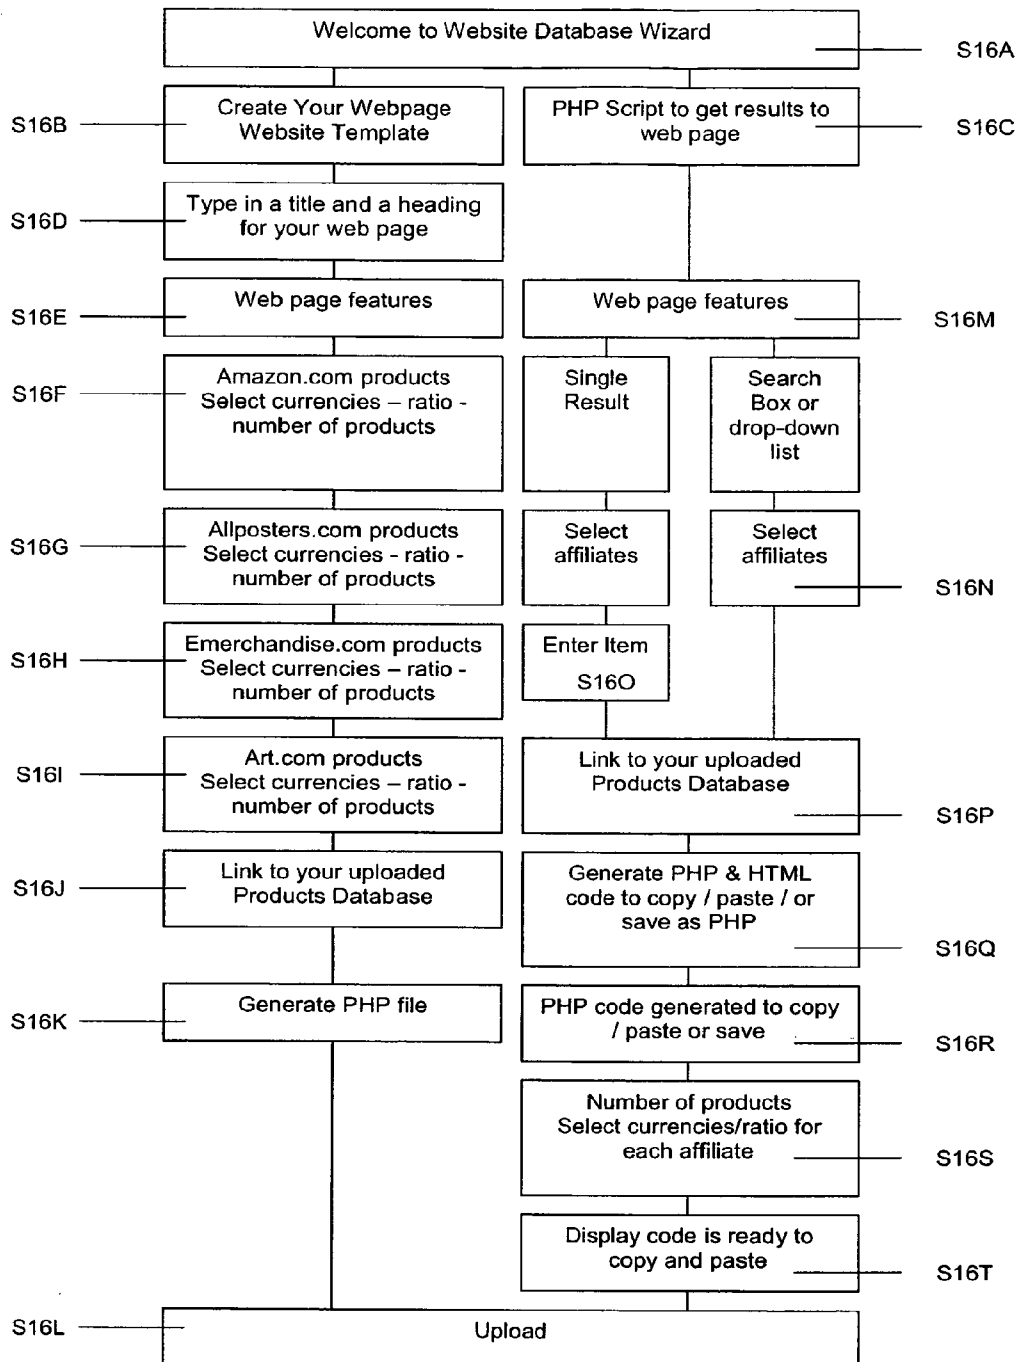 Welcome to Website Database Wizard
S16A
S16B
Create Your Webpage
Website Template
PHP Script to get results to
web page
S16C
S16D
Type in a title and a heading
for your web page
S16E
Web page features
Web page features
S16M
S16F
Amazon.com products
Select currencies – ratio -
number of products
Single
Result
Search
Box or
drop-down
list
S16G
Allposters.com products
Select currencies - ratio -
number of products
Select
affiliates
Select
affiliates
S16N
S16H
Emerchandise.com products
Select currencies – ratio -
number of products
Enter Item
S16O
S16I
Art.com products
Select currencies – ratio -
number of products
Link to your uploaded
Products Database
S16P
S16J
Link to your uploaded
Products Database
Generate PHP & HTML
code to copy / paste / or
save as PHP
S16Q
S16K
Generate PHP file
PHP code generated to copy
/ paste or save
S16R
Number of products
Select currencies/ratio for
each affiliate
S16S
Display code is ready to
copy and paste
S16T
S16L
Upload